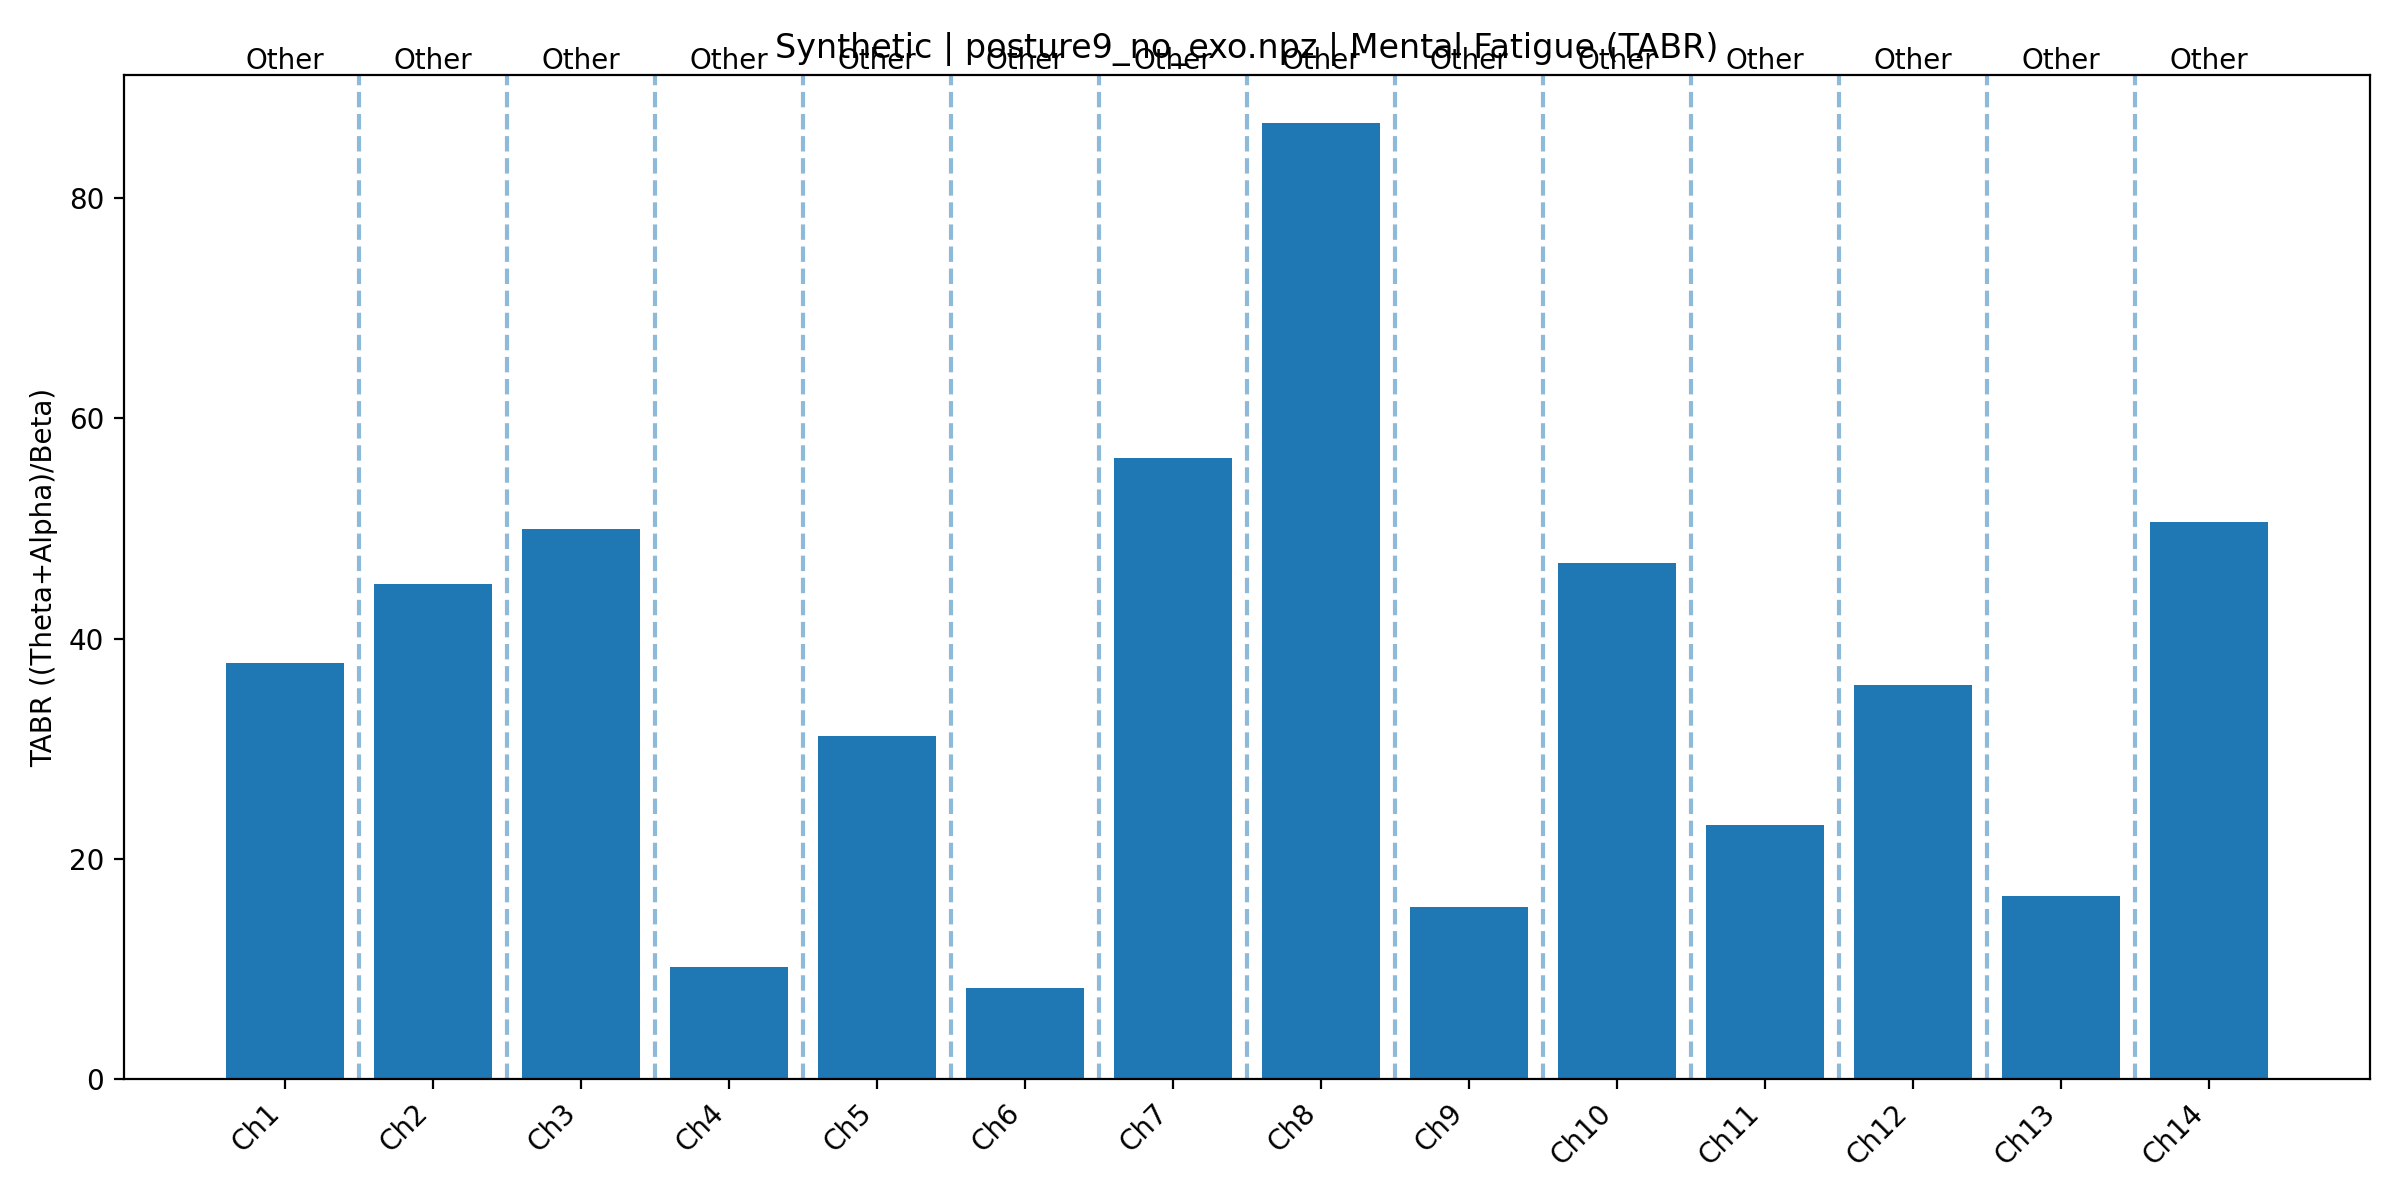 Synthetic | posture9_no_exo.npz | Mental Fatigue (TABR)
Other Other Other Other Other Other Other Other Other Other Other Other Other Other
TABR ((Theta+Alpha)/Beta)
80
60
40
20
0
Ch1 Ch2 Ch3 Ch4 Ch5 Ch6 Ch7 Ch8 Ch9 Ch10 Ch11 Ch12 Ch13 Ch14